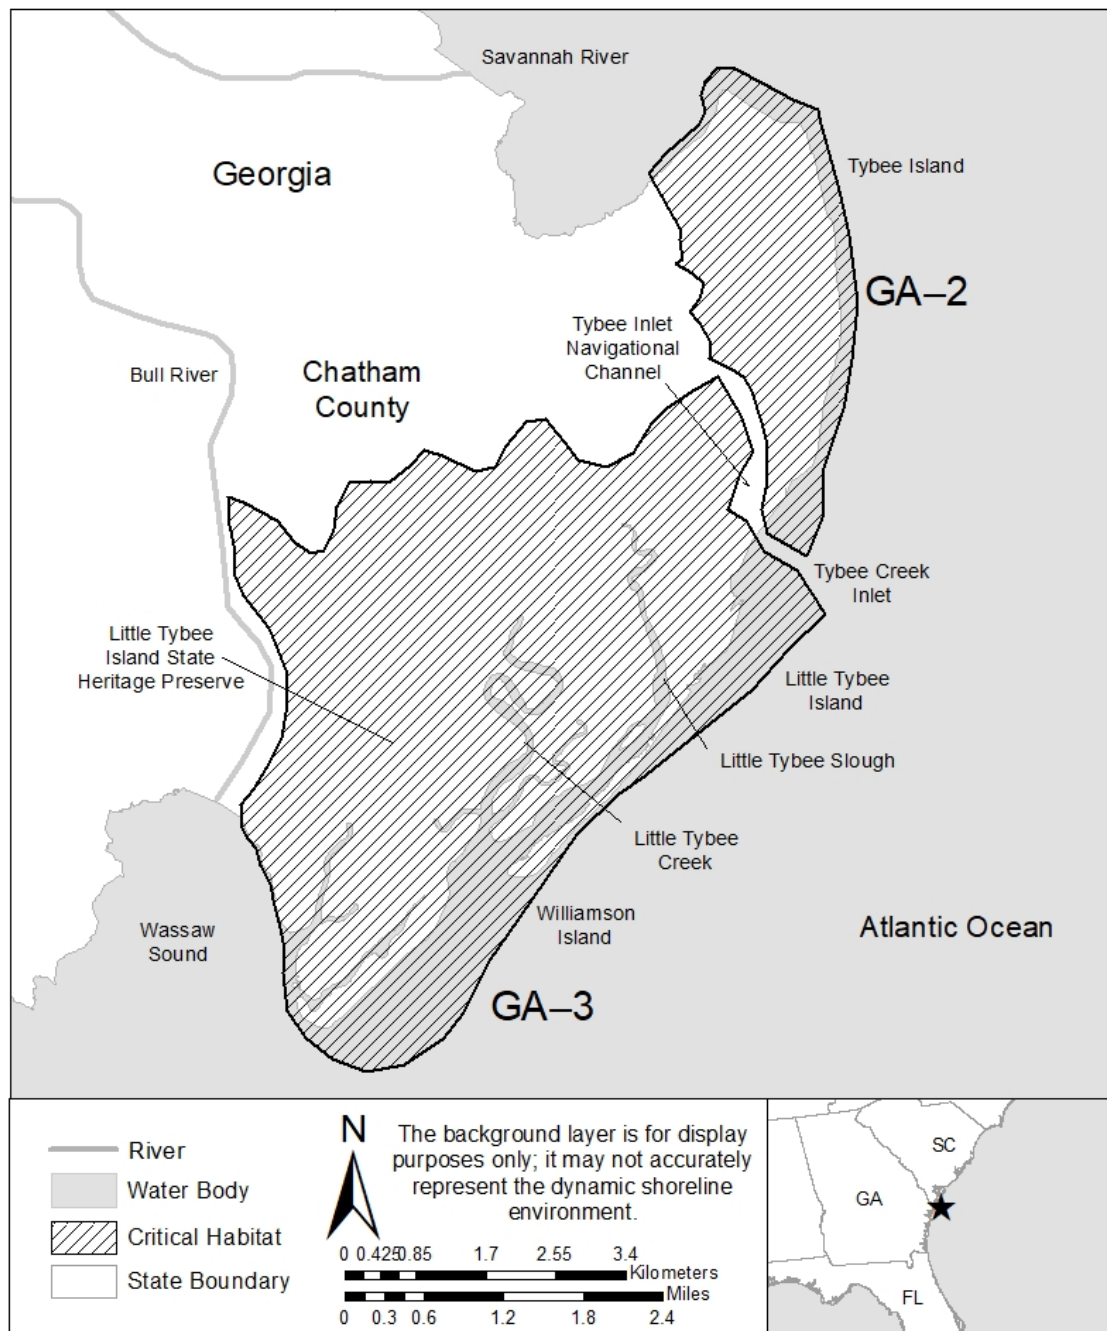 Savannah River
Georgia
Tybee Island
GA–2
Tybee Inlet
Navigational
Channel
Bull River
Chatham
County
Tybee Creek
Inlet
Little Tybee
Island State
Heritage Preserve
Little Tybee
Island
Little Tybee Slough
Little Tybee
Creek
Williamson
Island
Wassaw
Sound
Atlantic Ocean
GA–3
River
Water Body
Critical Habitat
State Boundary
N
The background layer is for display
purposes only; it may not accurately
represent the dynamic shoreline
environment.
0 0.425 0.85 1.7 2.55 3.4
Kilometers
Miles
0 0.3 0.6 1.2 1.8 2.4
SC
GA
FL